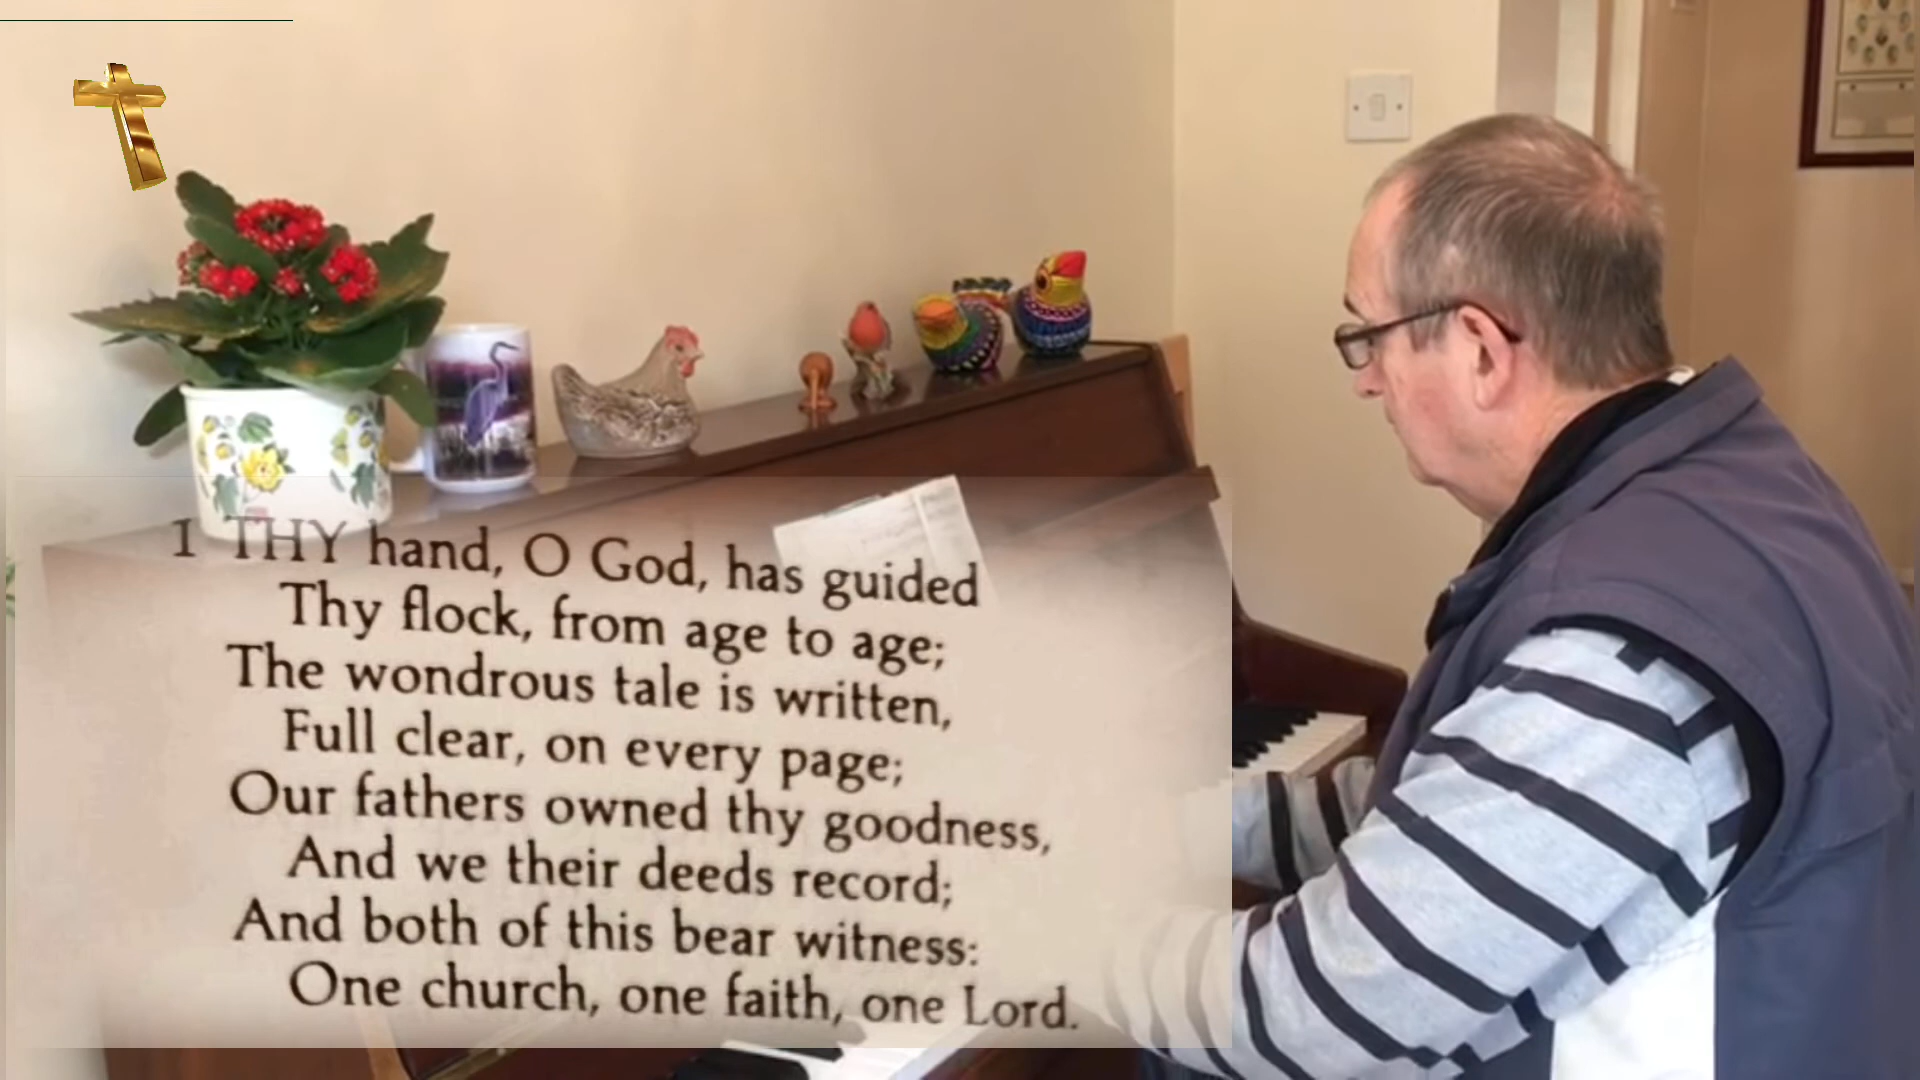 1 THY hand, O God, has guided
Thy flock, from age to age;
The wondrous tale is written,
Full clear, on every page;
Our fathers owned thy goodness,
And we their deeds record;
And both of this bear witness:
One church, one faith, one Lord.